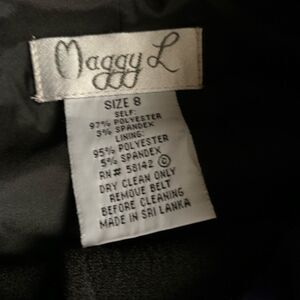 Maggy L
SIZE 8
SELF:
97% POLYESTER
3% SPANDEX
LINING:
95% POLYESTER
5% SPANDEX
RN# 58142 ©
DRY CLEAN ONLY
REMOVE BELT
BEFORE CLEANING
MADE IN SRI LANKA